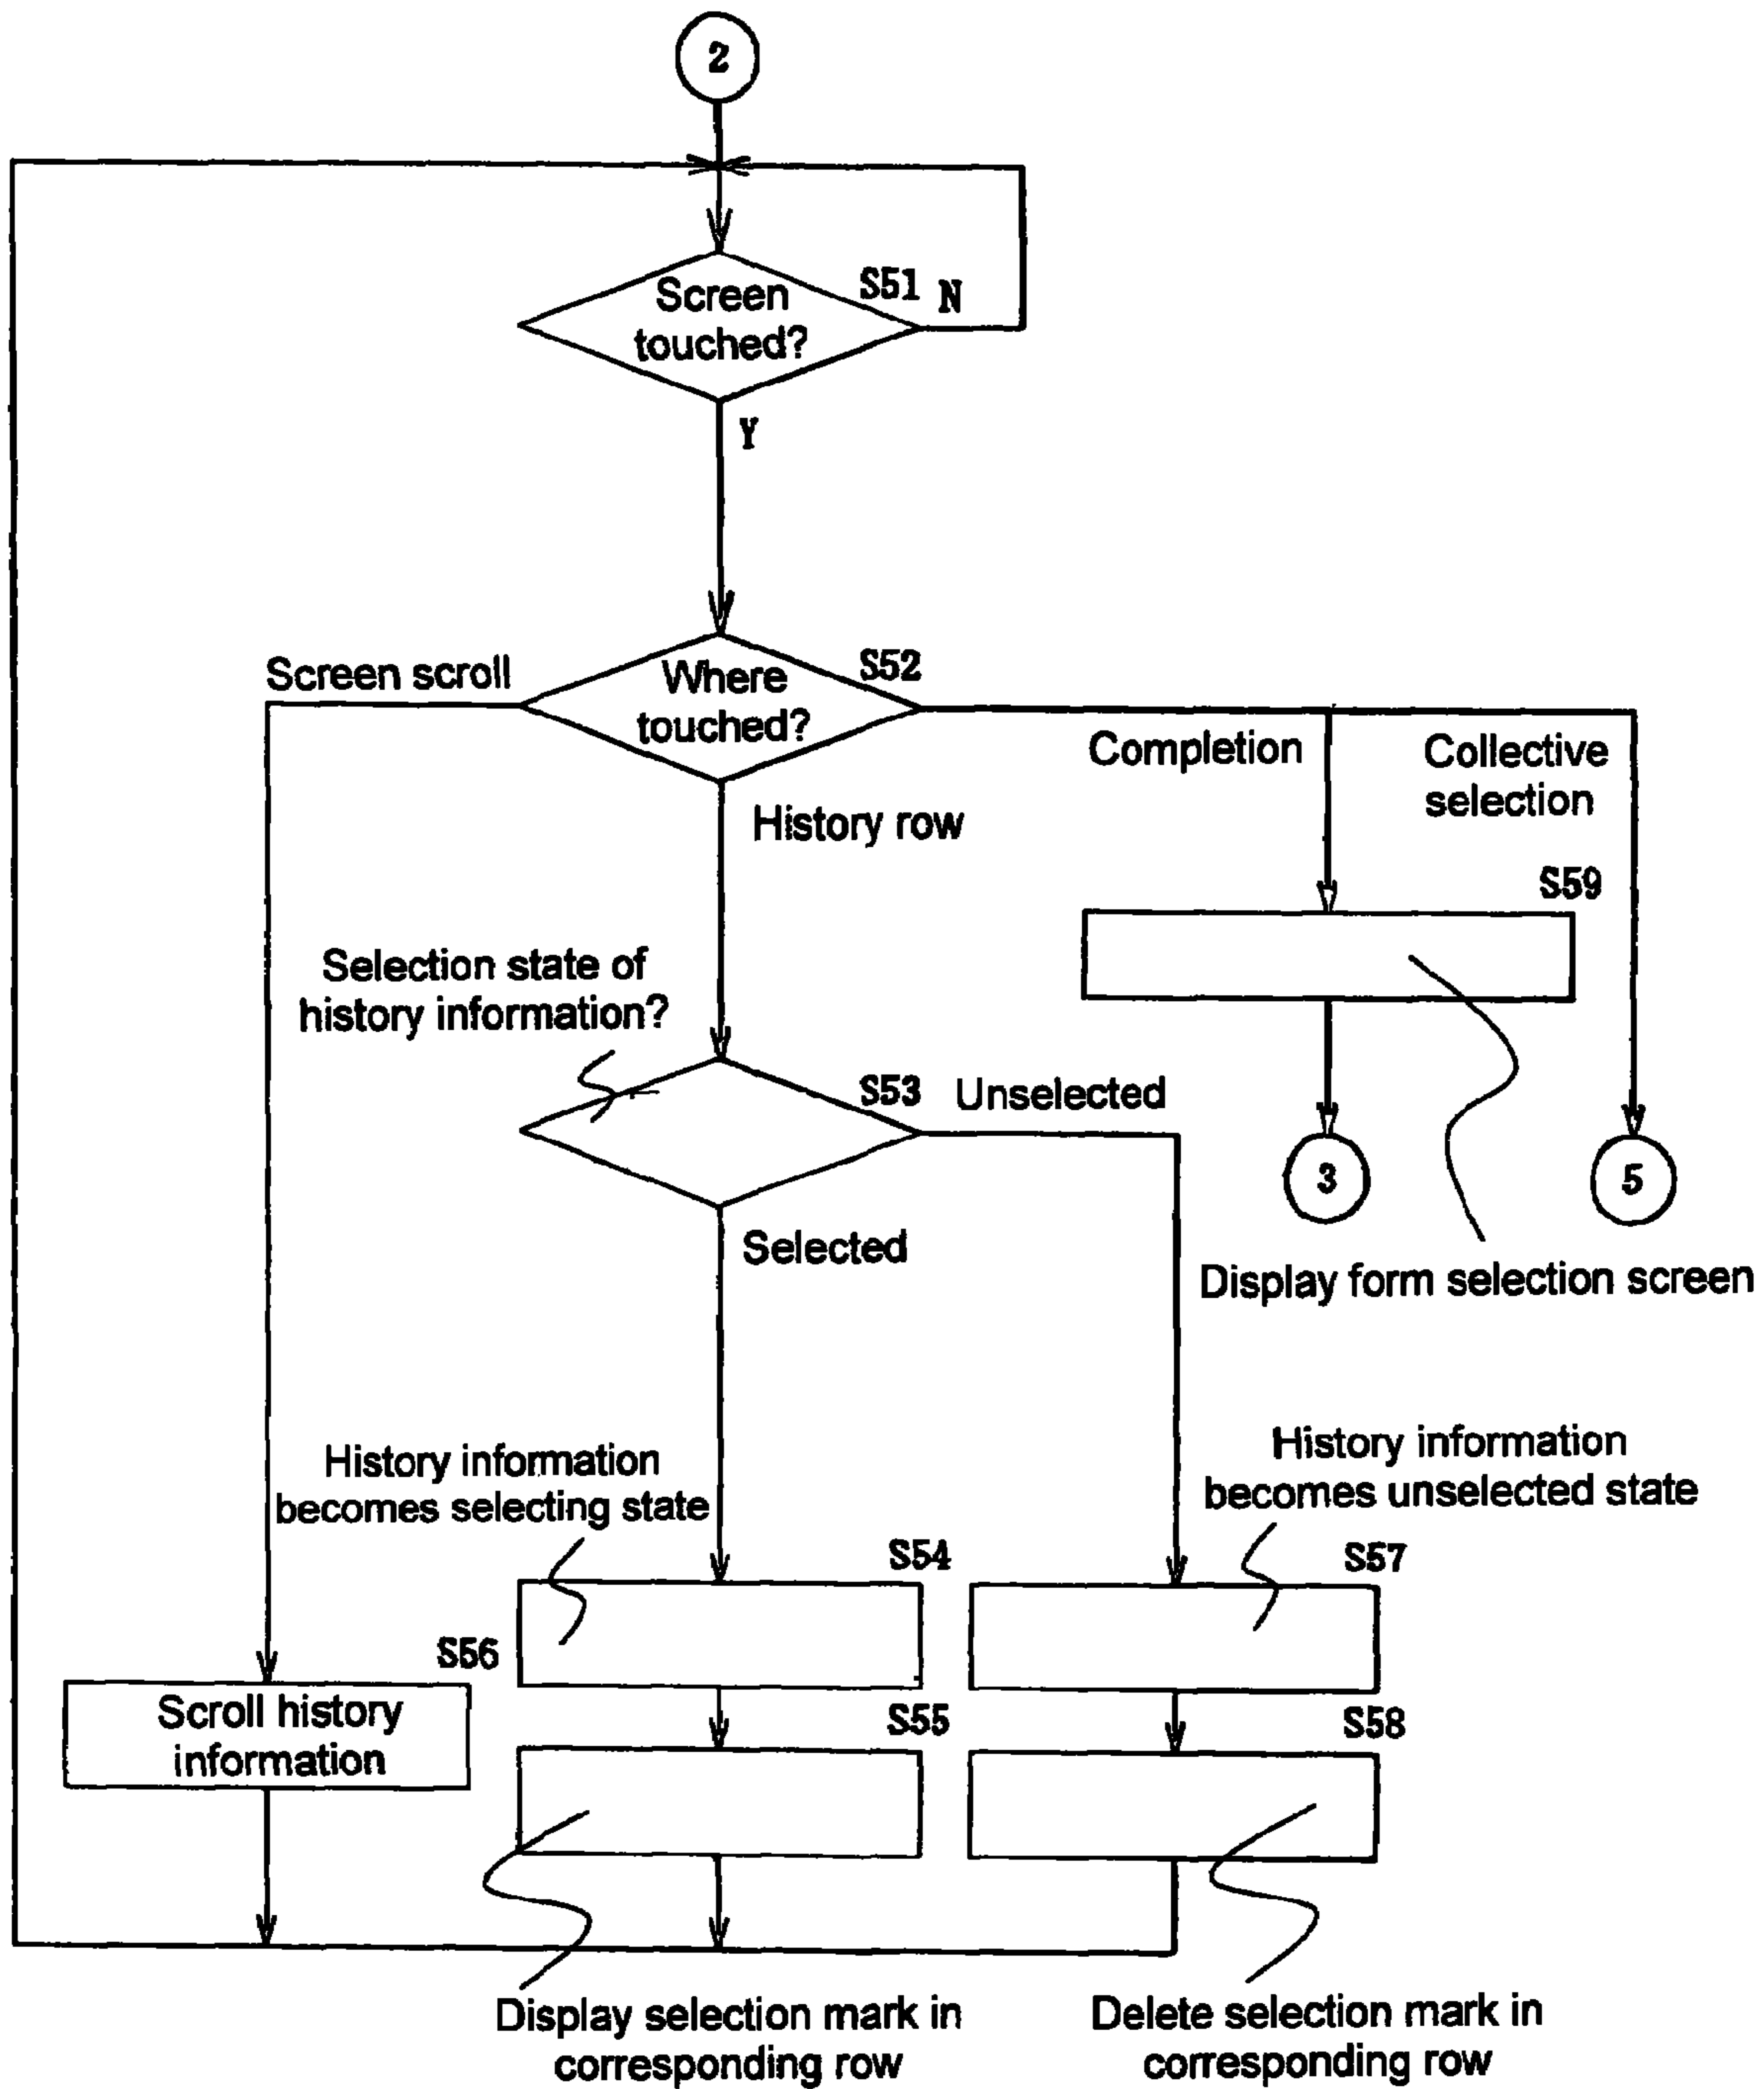 2
S51
N
Screen
touched?
Y
Screen scroll
S52
Where
touched?
Completion
Collective
selection
History row
S59
Selection state of
history information?
S53
Unselected
3
5
Selected
Display form selection screen
History information
becomes selecting state
History information
becomes unselected state
S54
S57
S56
Scroll history
information
S55
S58
Display selection mark in
corresponding row
Delete selection mark in
corresponding row